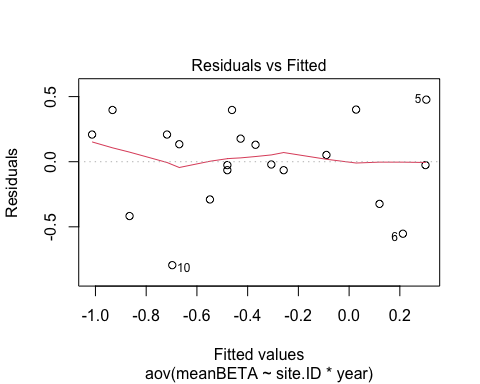 Residuals vs Fitted
Residuals
0.5
0.0
-0.5
5
10
6
-1.0 -0.8 -0.6 -0.4 -0.2 0.0 0.2
Fitted values
aov(meanBETA ~ site.ID * year)